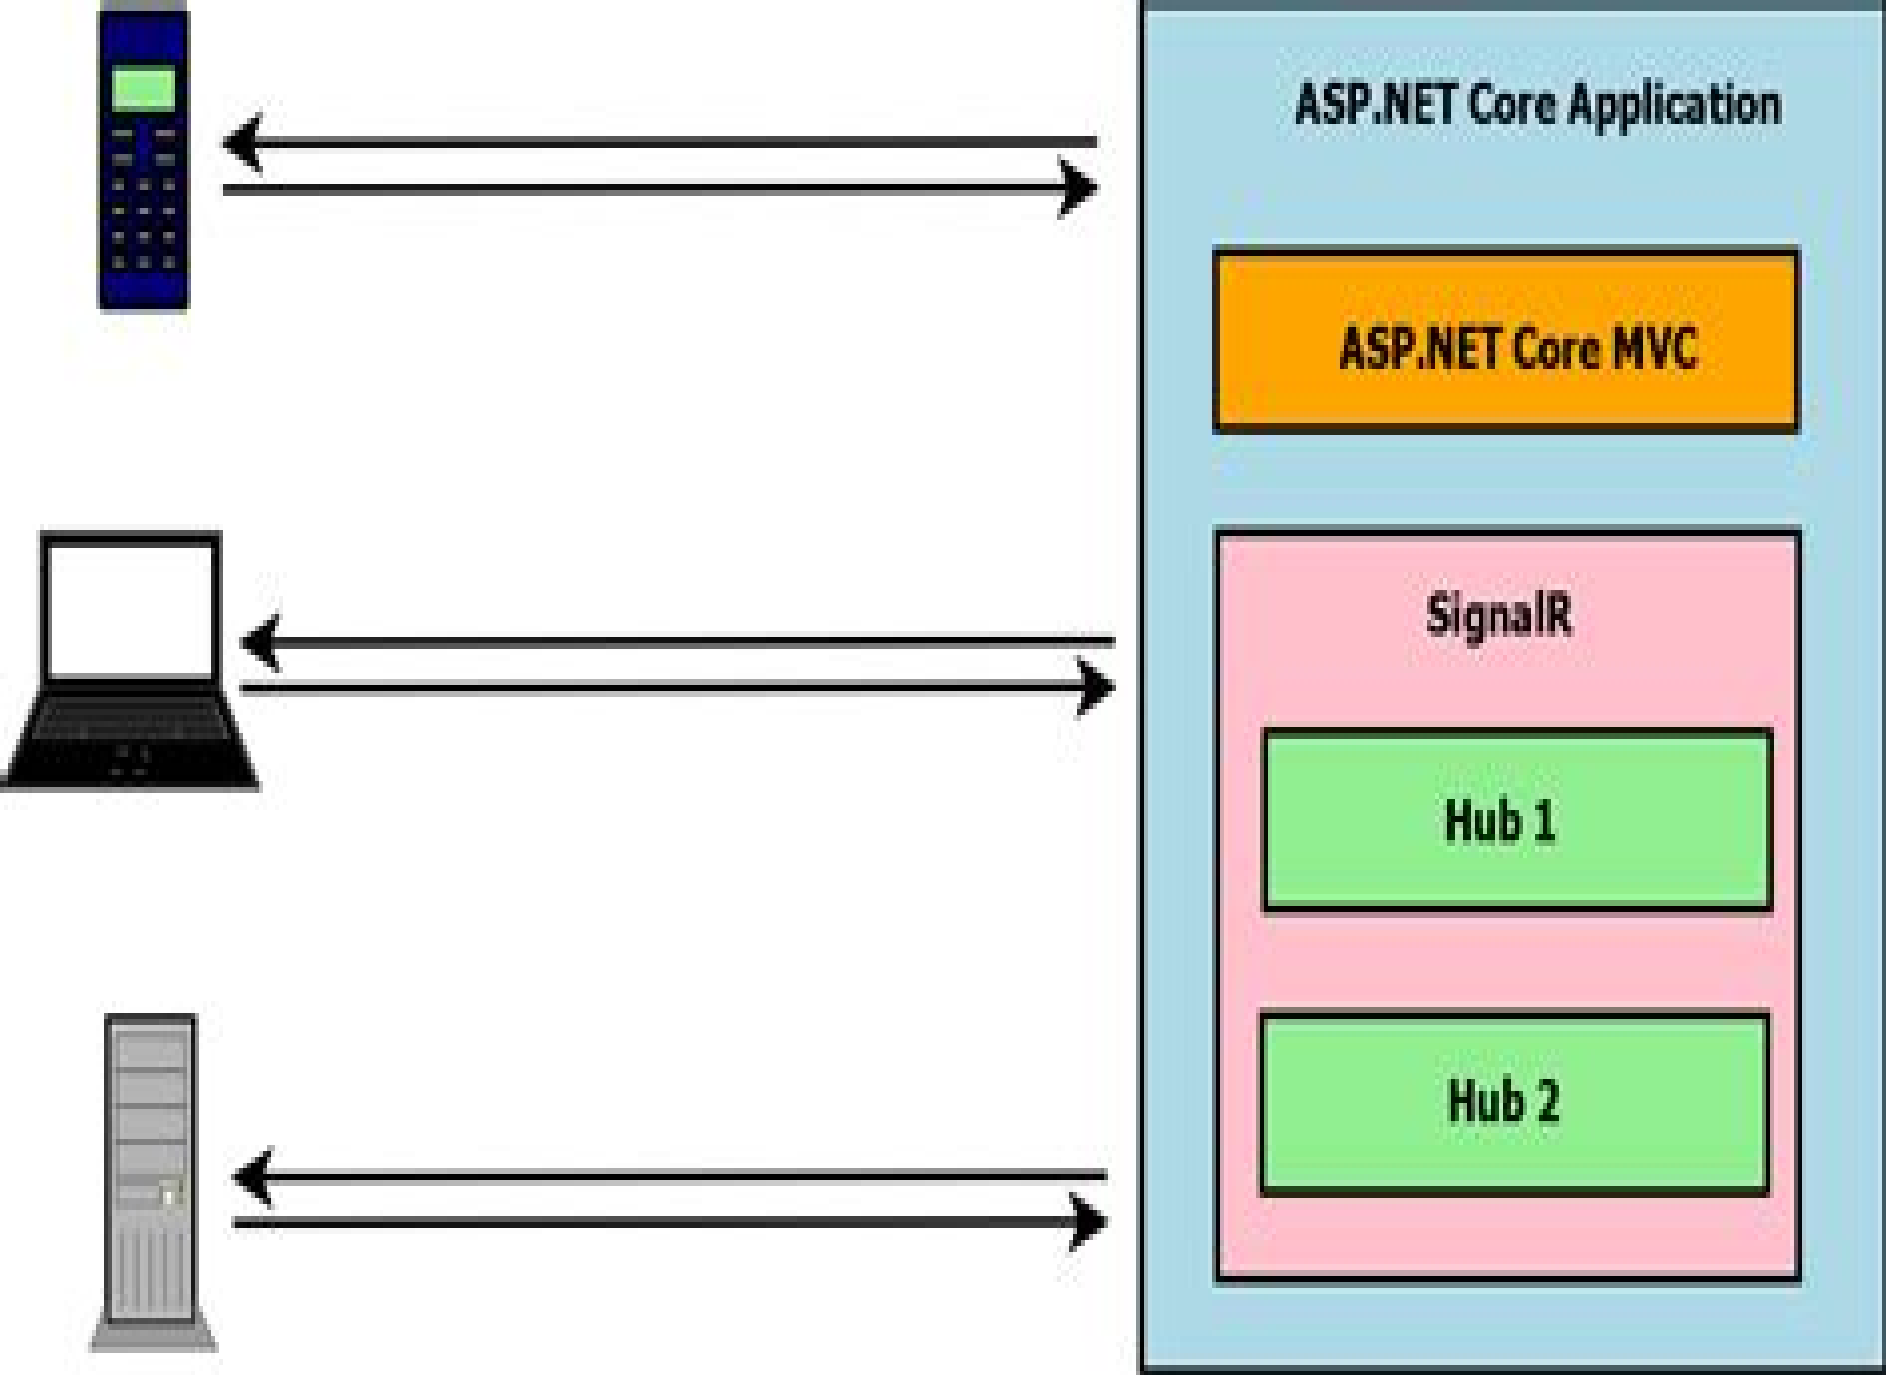 ASP.NET Core Application
ASP.NET Core MVC
SignalR
Hub 1
Hub 2